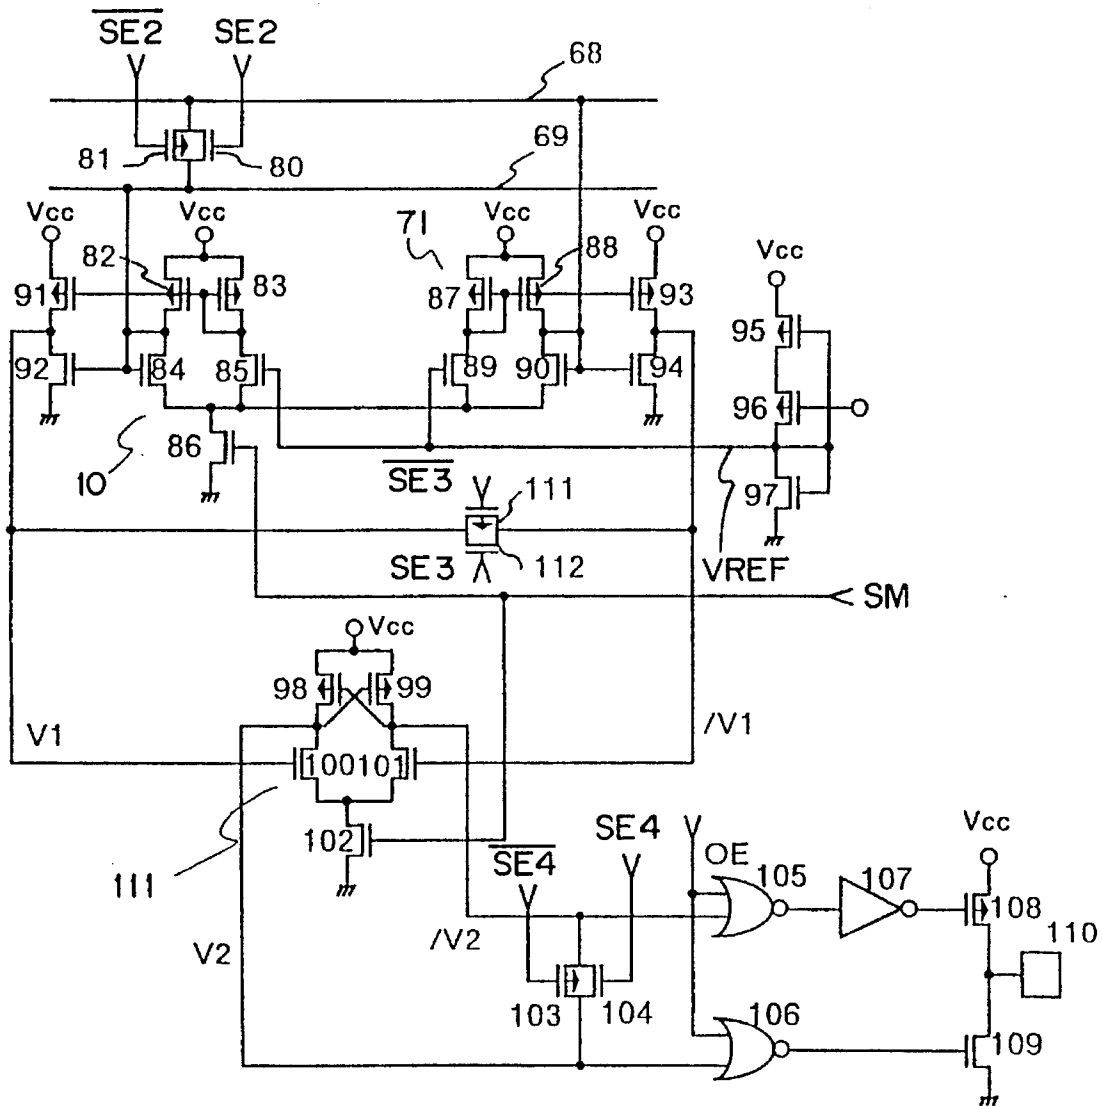 SE2 SE2
68
81 80 69
Vcc Vcc Vcc Vcc
71 Vcc
82 88
91 83 87 93
95
92 84 85 89 90 94
96
86
10 SE3 97
111
SE3 112 VREF
SM
Vcc
98 99
V1 /V1
100 101
102 SE4 SE4 Vcc
OE 105 107
111 108
V2 /V2 110
103 104 106
109